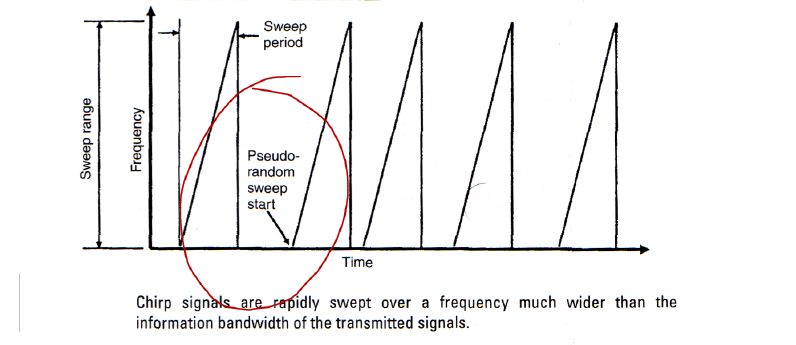 Sweep
period
Sweep range
Frequency
Pseudo-
random
sweep
start
Time
Chirp signals are rapidly swept over a frequency much wider than the
information bandwidth of the transmitted signals.